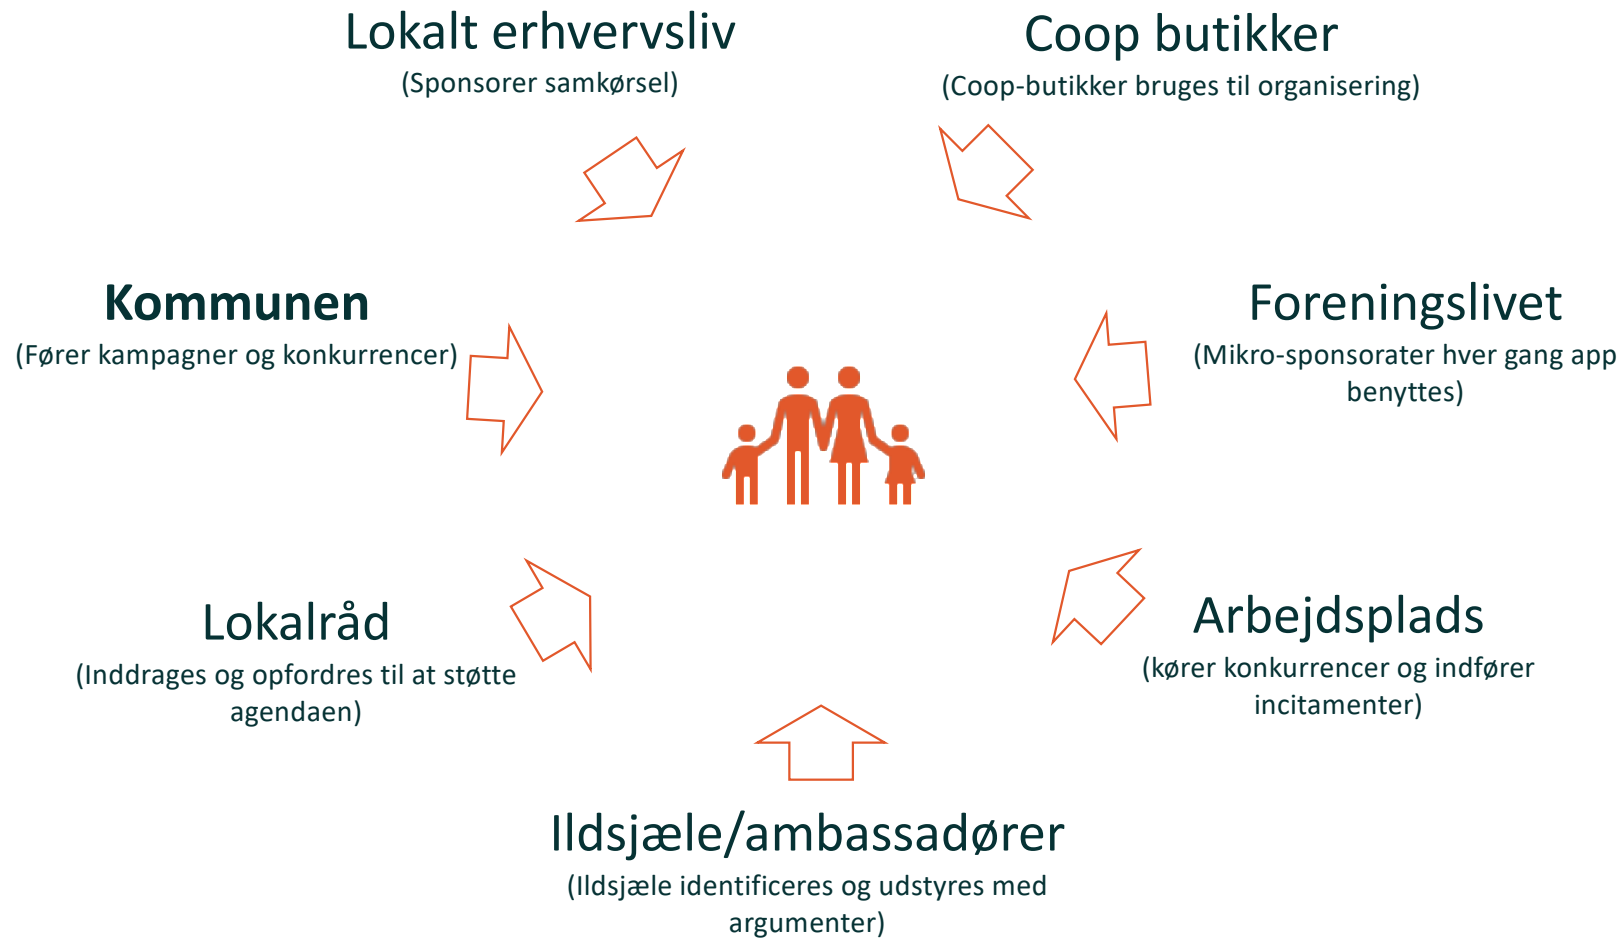 Lokalt erhvervsliv
(Sponsorer samkørsel)
Coop butikker
(Coop-butikker bruges til organisering)
Kommunen
(Fører kampagner og konkurrencer)
Foreningslivet
(Mikro-sponsorater hver gang app
benyttes)
Lokalråd
(Inddrages og opfordres til at støtte
agendaen)
Arbejdsplads
(kører konkurrencer og indfører
incitamenter)
Ildsjæle/ambassadører
(Ildsjæle identificeres og udstyres med
argumenter)